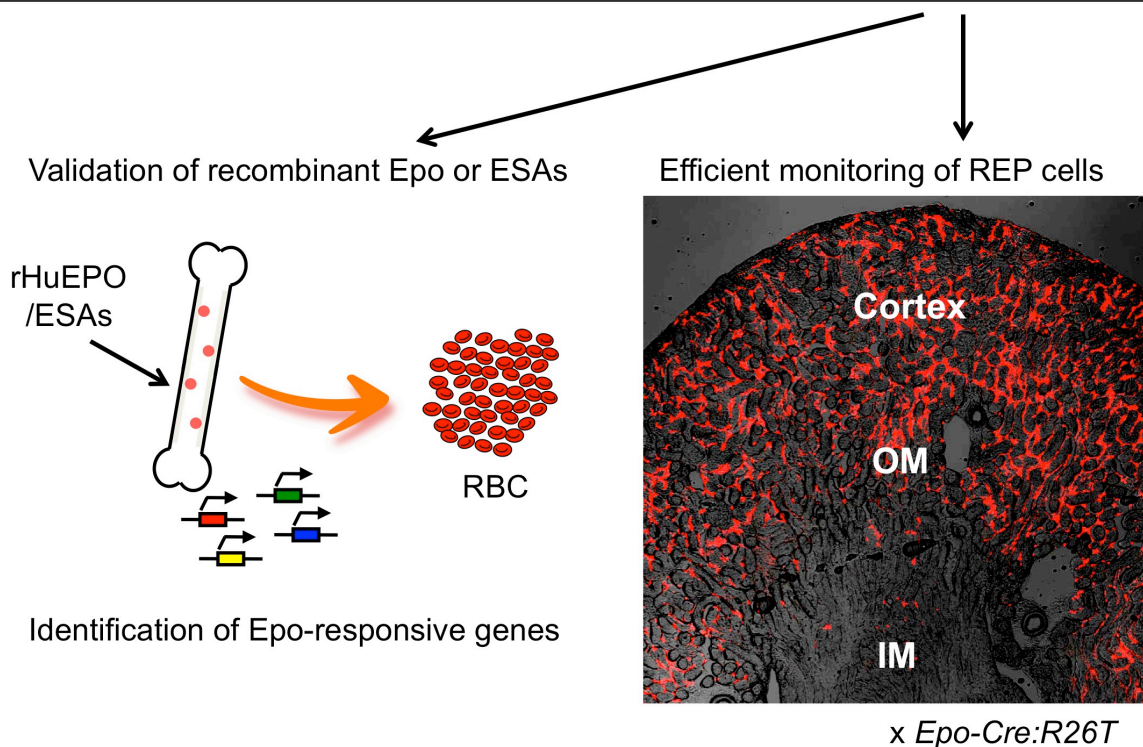 Validation of recombinant Epo or ESAs
rHuEPO
/ESAs
RBC
Identification of Epo-responsive genes
Efficient monitoring of REP cells
Cortex
OM
IM
x Epo-Cre:R26T